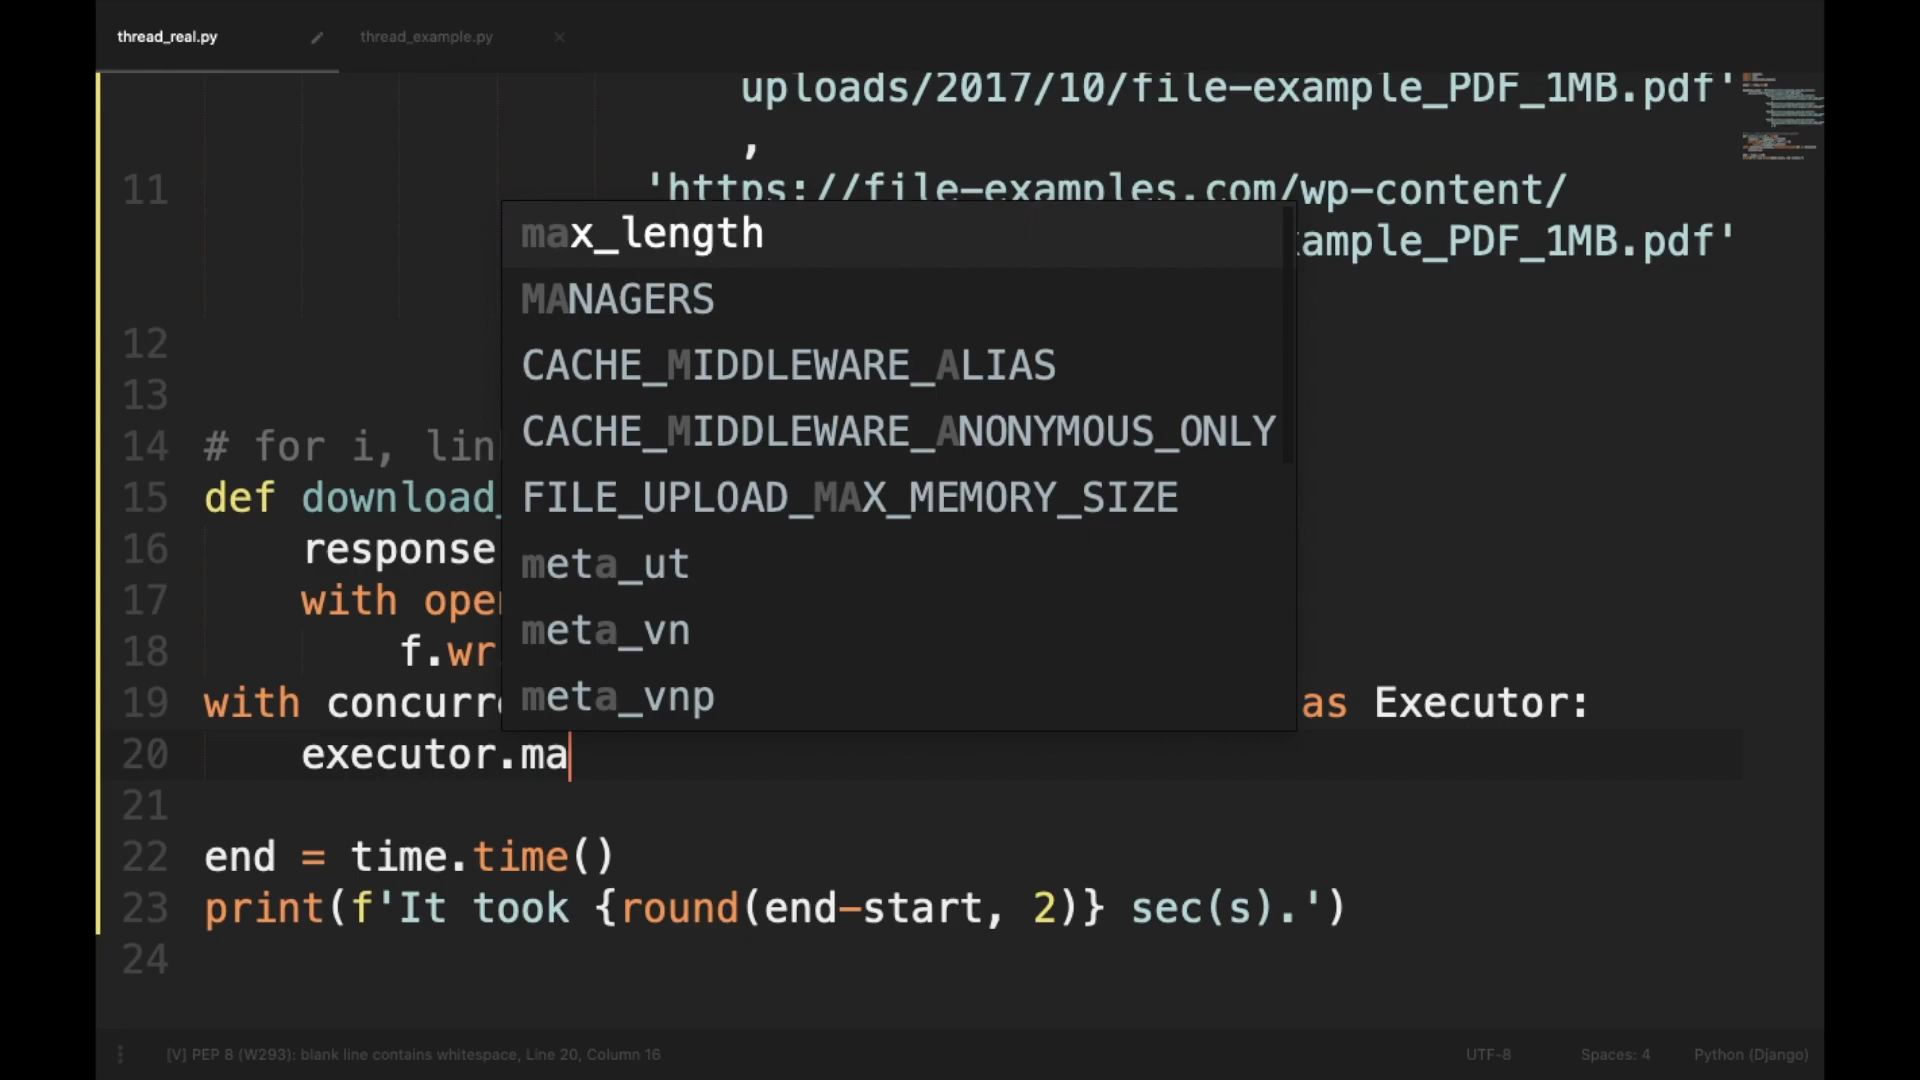 thread_real.py
thread_example.py
uploads/2017/10/file-example_PDF_1MB.pdf'
,
11 'https://file-examples.com/wp-content/
ample_PDF_1MB.pdf'
max_length
MANAGERS
CACHE_MIDDLEWARE_ALIAS
CACHE_MIDDLEWARE_ANONYMOUS_ONLY
FILE_UPLOAD_MAX_MEMORY_SIZE
meta_ut
meta_vn
meta_vnp
12
13
14 # for i, lin
15 def download_
16 response
17 with open
18 f.wr
19 with concurre as Executor:
20 executor.ma
21
22 end = time.time()
23 print(f'It took {round(end-start, 2)} sec(s).')
24
[V] PEP 8 (W293): blank line contains whitespace, Line 20, Column 16
UTF-8
Spaces: 4
Python (Django)